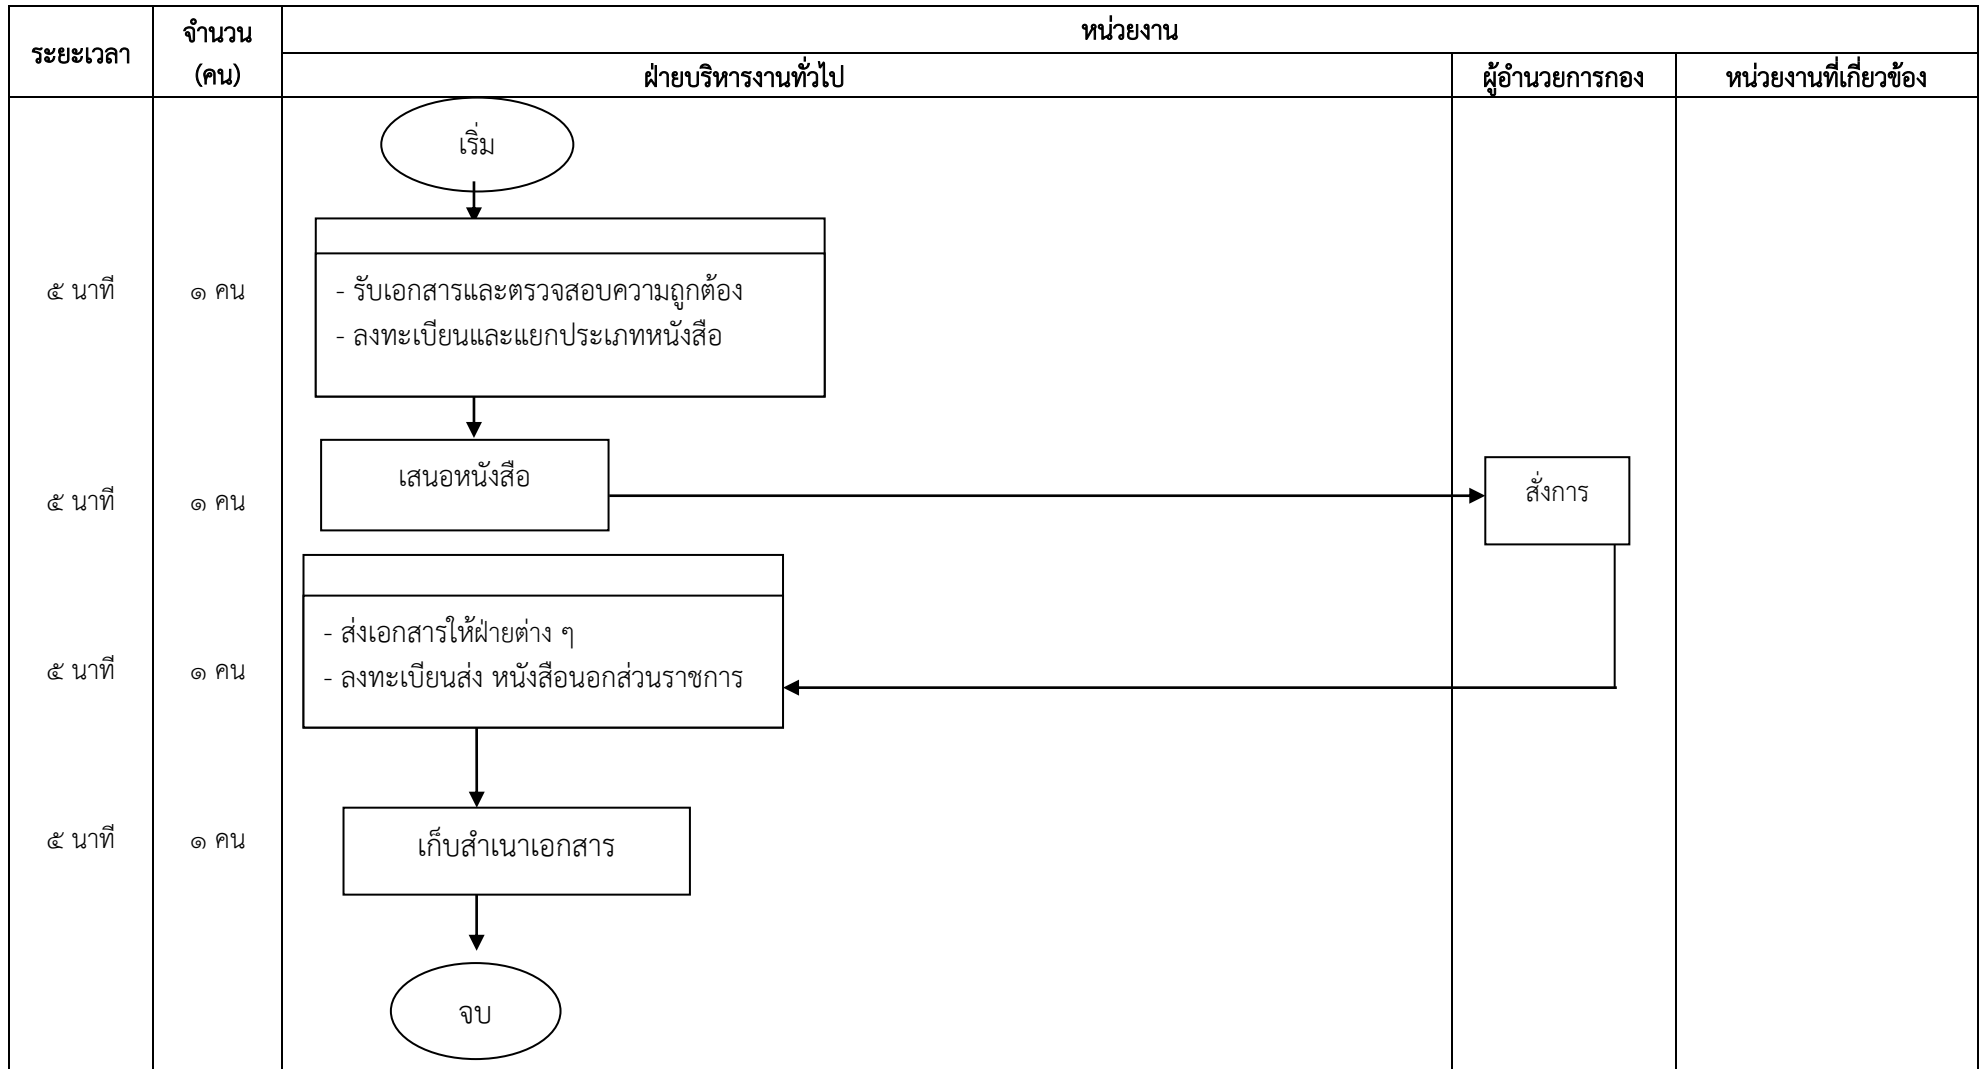 ระยะเวลา
จำนวน
(คน)
หน่วยงาน
ฝ่ายบริหารงานทั่วไป
ผู้อำนวยการกอง
หน่วยงานที่เกี่ยวข้อง
เริ่ม
๕ นาที
๑ คน
- รับเอกสารและตรวจสอบความถูกต้อง
- ลงทะเบียนและแยกประเภทหนังสือ
๕ นาที
๑ คน
เสนอหนังสือ
สั่งการ
๕ นาที
๑ คน
- ส่งเอกสารให้ฝ่ายต่าง ๆ
- ลงทะเบียนส่ง หนังสือนอกส่วนราชการ
๕ นาที
๑ คน
เก็บสำเนาเอกสาร
จบ